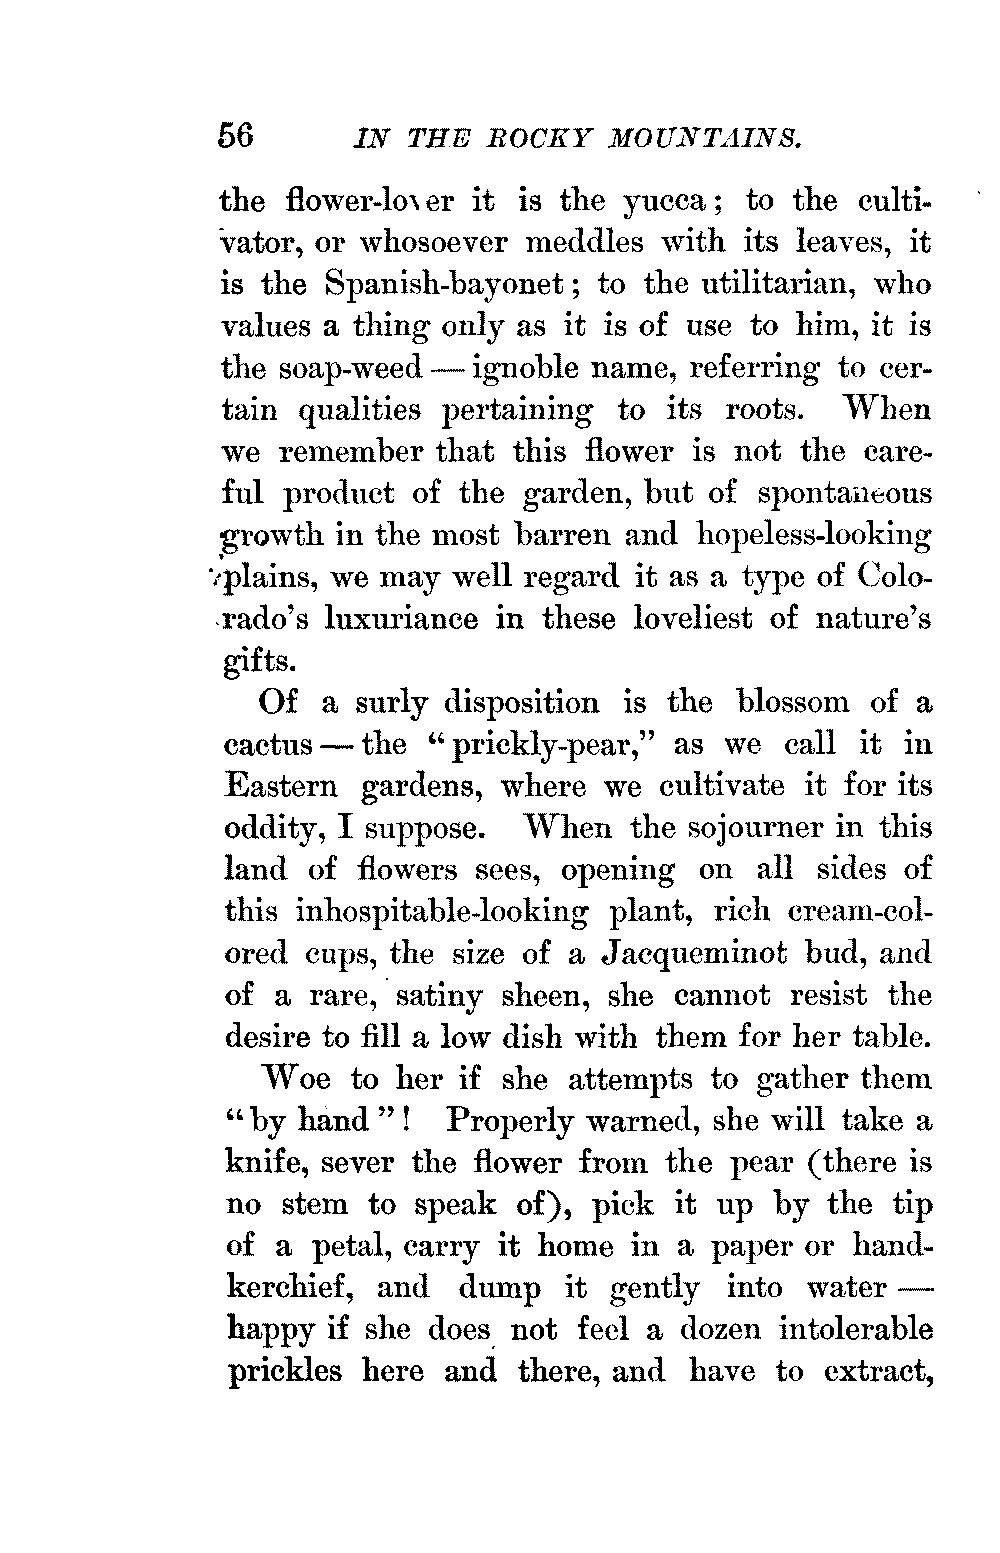 56 IN THE ROCKY MOUNTAINS.
the flower-lover it is the yucca; to the culti-
vator, or whosoever meddles with its leaves, it
is the Spanish-bayonet; to the utilitarian, who
values a thing only as it is of use to him, it is
the soap-weed — ignoble name, referring to cer-
tain qualities pertaining to its roots. When
we remember that this flower is not the care-
ful product of the garden, but of spontaneous
growth in the most barren and hopeless-looking
plains, we may well regard it as a type of Colo-
rado's luxuriance in these loveliest of nature's
gifts.
Of a surly disposition is the blossom of a
cactus — the "prickly-pear," as we call it in
Eastern gardens, where we cultivate it for its
oddity, I suppose. When the sojourner in this
land of flowers sees, opening on all sides of
this inhospitable-looking plant, rich cream-col-
ored cups, the size of a Jacqueminot bud, and
of a rare, satiny sheen, she cannot resist the
desire to fill a low dish with them for her table.
Woe to her if she attempts to gather them
"by hand"! Properly warned, she will take a
knife, sever the flower from the pear (there is
no stem to speak of), pick it up by the tip
of a petal, carry it home in a paper or hand-
kerchief, and dump it gently into water —
happy if she does not feel a dozen intolerable
prickles here and there, and have to extract,